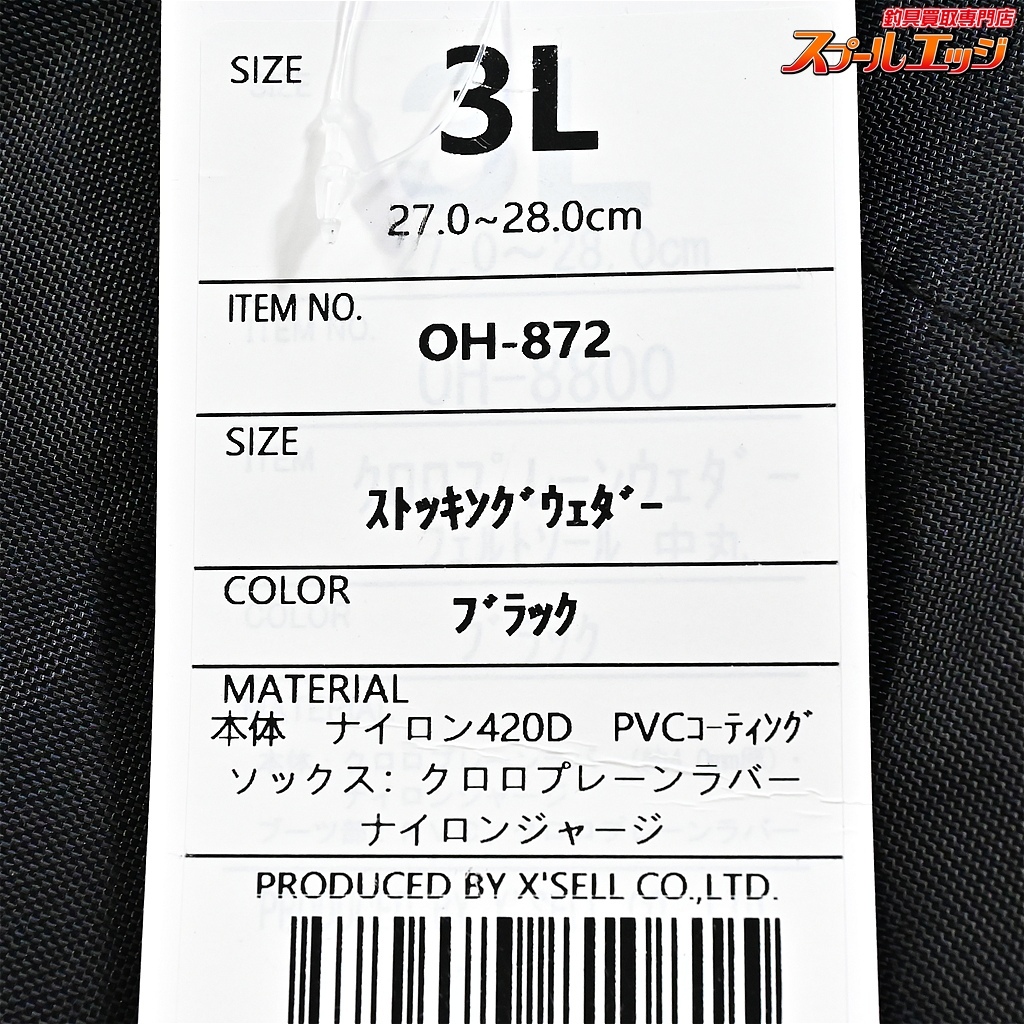 釣具買取専門店
スプールエッジ
SIZE
3L
27.0~28.0cm
ITEM NO.
OH-872
SIZE
ｽﾄｯｷﾝｸﾞｳｪﾀﾞｰ
COLOR
ﾌﾞﾗｯｸ
MATERIAL
本体　ナイロン420D　PVCｺｰﾃｨﾝｸﾞ
ソックス：クロロプレーンラバー
ナイロンジャージ
PRODUCED BY X'SELL CO.,LTD.